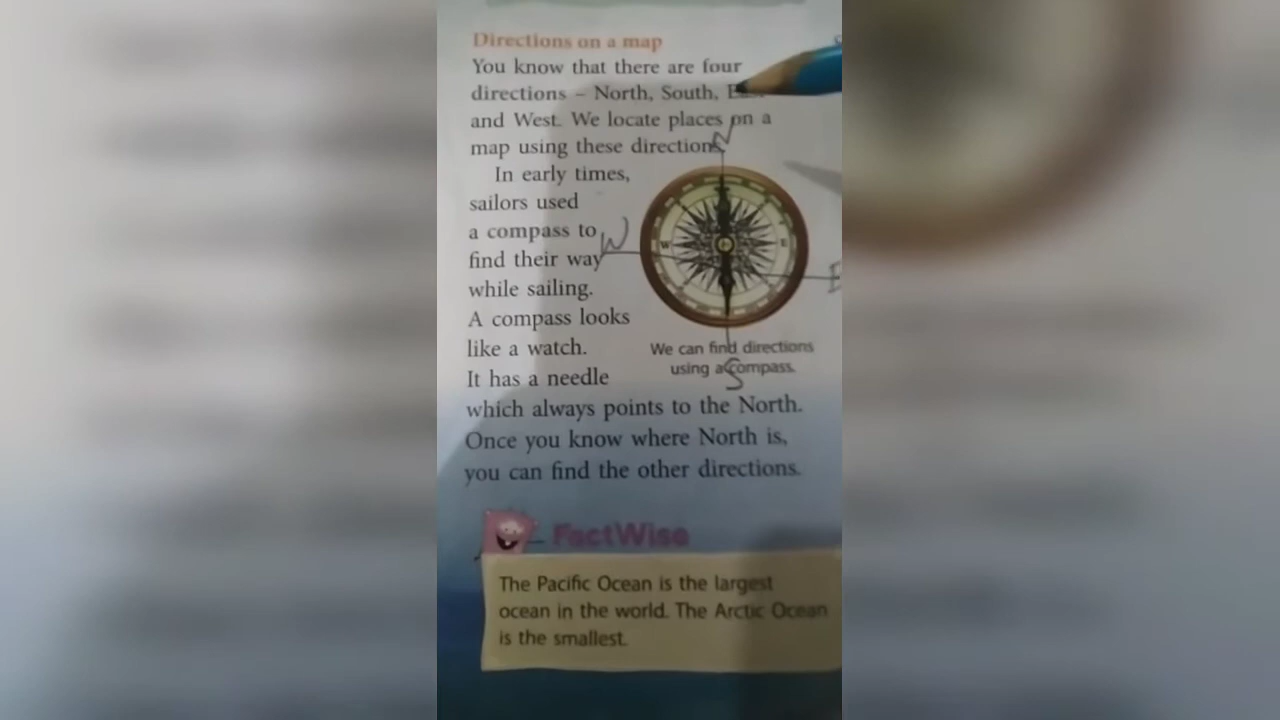 Directions on a map
You know that there are four
directions – North, South,
and West. We locate places on a
map using these directions.
N
In early times,
sailors used
a compass to
find their way
while sailing.
A compass looks
like a watch.
It has a needle
which always points to the North.
Once you know where North is,
you can find the other directions.
W
W
E
E
We can find directions
using a compass.
S
FactWise
The Pacific Ocean is the largest
ocean in the world. The Arctic Ocean
is the smallest.